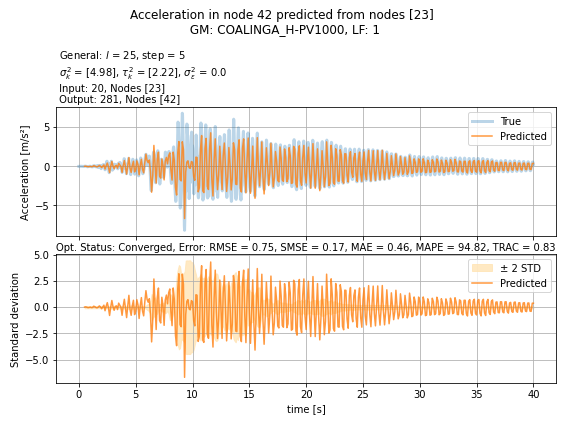 Acceleration in node 42 predicted from nodes [23]
GM: COALINGA_H-PV1000, LF: 1
General: l = 25, step = 5
σ²ₖ = [4.98], τ²ₖ = [2.22], σ²ε = 0.0
Input: 20, Nodes [23]
Output: 281, Nodes [42]
Acceleration [m/s²]
5
0
−5
True
Predicted
Opt. Status: Converged, Error: RMSE = 0.75, SMSE = 0.17, MAE = 0.46, MAPE = 94.82, TRAC = 0.83
Standard deviation
5.0
2.5
0.0
−2.5
−5.0
± 2 STD
Predicted
0 5 10 15 20 25 30 35 40
time [s]